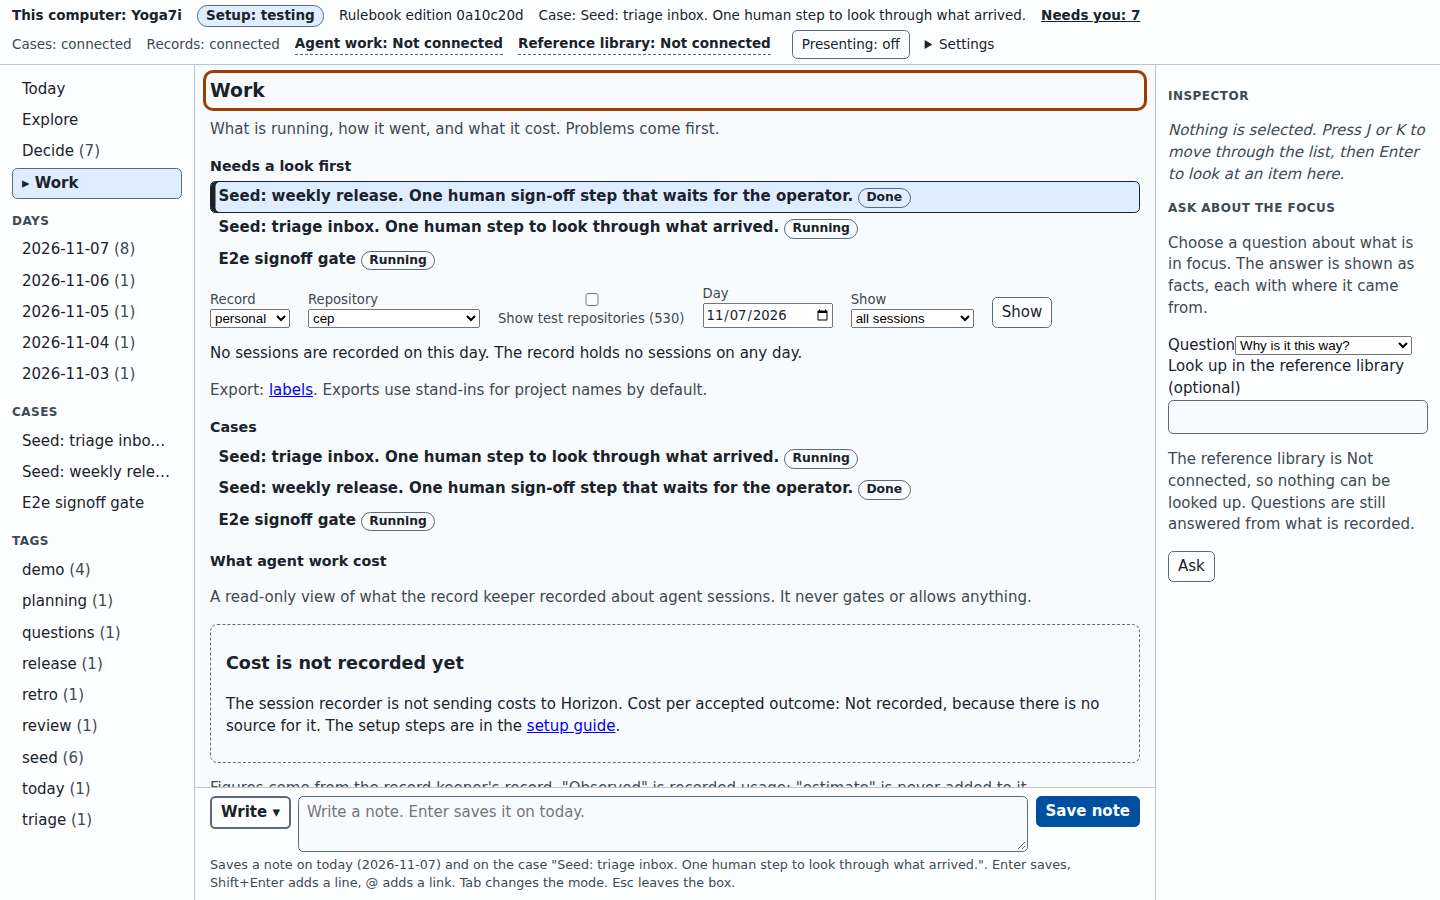 This computer: Yoga7i Setup: testing Rulebook edition 0a10c20d Case: Seed: triage inbox. One human step to look through what arrived. Needs you: 7
Cases: connected Records: connected Agent work: Not connected Reference library: Not connected Presenting: off ▶ Settings
Today
Explore
Decide (7)
▸ Work
DAYS
2026-11-07 (8)
2026-11-06 (1)
2026-11-05 (1)
2026-11-04 (1)
2026-11-03 (1)
CASES
Seed: triage inbo…
Seed: weekly rele…
E2e signoff gate
TAGS
demo (4)
planning (1)
questions (1)
release (1)
retro (1)
review (1)
seed (6)
today (1)
triage (1)
Work
What is running, how it went, and what it cost. Problems come first.
Needs a look first
Seed: weekly release. One human sign-off step that waits for the operator. Done
Seed: triage inbox. One human step to look through what arrived. Running
E2e signoff gate Running
Record Repository Day Show
personal cep Show test repositories (530) 11/07/2026 all sessions Show
No sessions are recorded on this day. The record holds no sessions on any day.
Export: labels. Exports use stand-ins for project names by default.
Cases
Seed: triage inbox. One human step to look through what arrived. Running
Seed: weekly release. One human sign-off step that waits for the operator. Done
E2e signoff gate Running
What agent work cost
A read-only view of what the record keeper recorded about agent sessions. It never gates or allows anything.
Cost is not recorded yet
The session recorder is not sending costs to Horizon. Cost per accepted outcome: Not recorded, because there is no
source for it. The setup steps are in the setup guide.
Figures come from the record keeper's record. "Observed" is recorded usage; "estimate" is never added to it.
Write ▾ Write a note. Enter saves it on today. Save note
Saves a note on today (2026-11-07) and on the case "Seed: triage inbox. One human step to look through what arrived.". Enter saves,
Shift+Enter adds a line, @ adds a link. Tab changes the mode. Esc leaves the box.
INSPECTOR
Nothing is selected. Press J or K to
move through the list, then Enter
to look at an item here.
ASK ABOUT THE FOCUS
Choose a question about what is
in focus. The answer is shown as
facts, each with where it came
from.
Question Why is it this way?
Look up in the reference library
(optional)
The reference library is Not
connected, so nothing can be
looked up. Questions are still
answered from what is recorded.
Ask